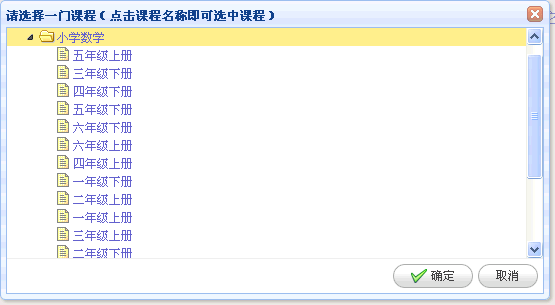 请选择一门课程（点击课程名称即可选中课程）
小学数学
五年级上册
三年级下册
四年级下册
五年级下册
六年级下册
六年级上册
四年级上册
一年级下册
二年级上册
一年级上册
三年级上册
二年级下册
确定
取消